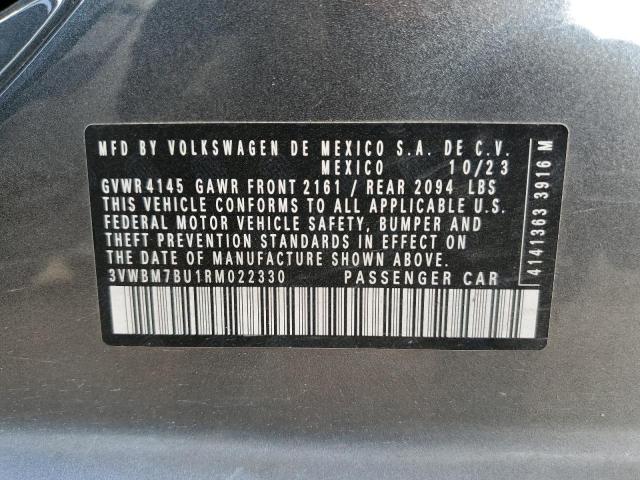 MFD BY VOLKSWAGEN DE MEXICO S.A. DE C.V.
MEXICO 10/23
GVWR 4145 GAWR FRONT 2161 / REAR 2094 LBS
THIS VEHICLE CONFORMS TO ALL APPLICABLE U.S.
FEDERAL MOTOR VEHICLE SAFETY, BUMPER AND
THEFT PREVENTION STANDARDS IN EFFECT ON
THE DATE OF MANUFACTURE SHOWN ABOVE.
3VWBM7BU1RM022330 PASSENGER CAR
4141363 3916 M